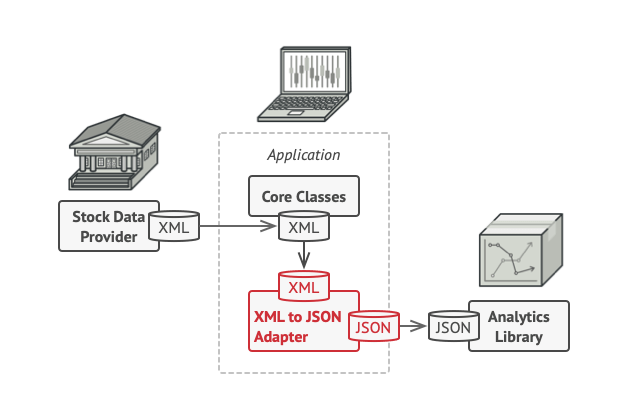 Application
Core Classes
Stock Data
Provider
XML
XML
XML
XML to JSON
Adapter
JSON
JSON
Analytics
Library